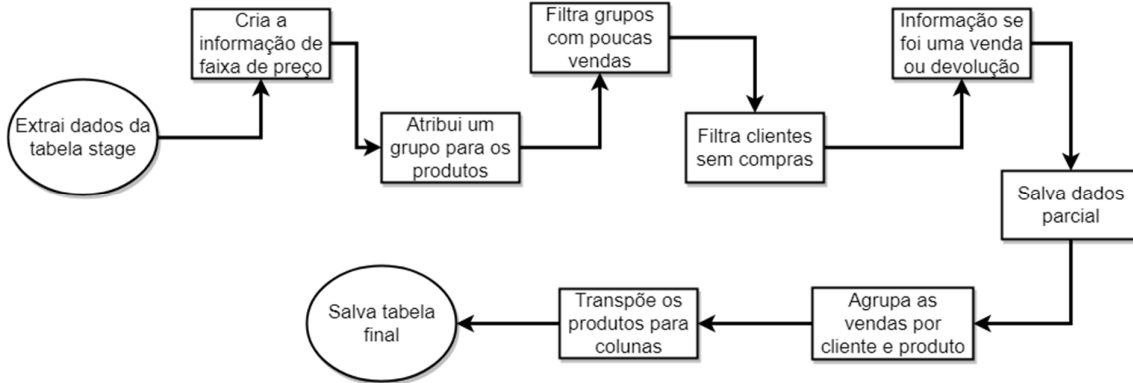 Extrai dados da
tabela stage
Cria a
informação de
faixa de preço
Atribui um
grupo para os
produtos
Filtra grupos
com poucas
vendas
Filtra clientes
sem compras
Informação se
foi uma venda
ou devolução
Salva dados
parcial
Agrupa as
vendas por
cliente e produto
Transpõe os
produtos para
colunas
Salva tabela
final